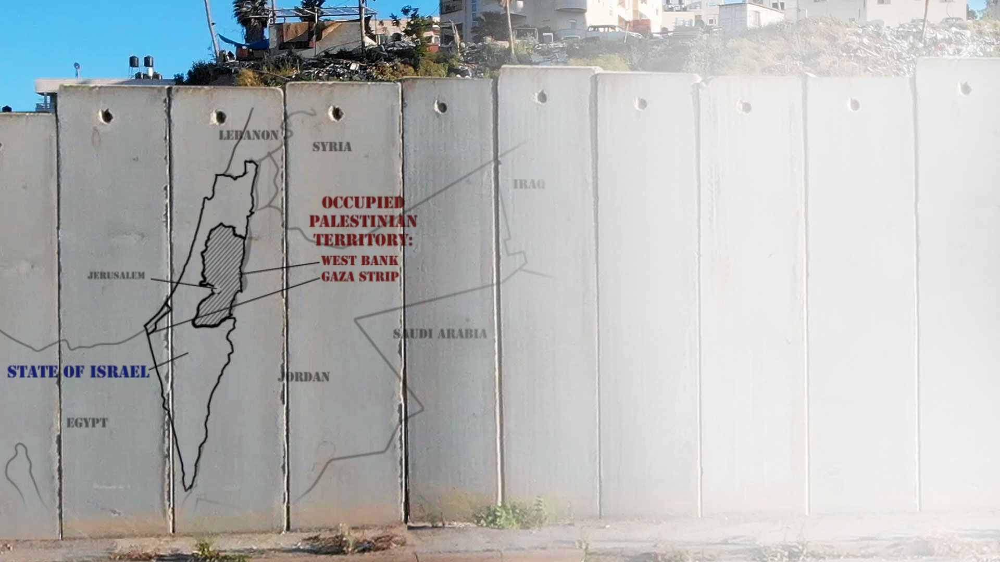 LEBANON
SYRIA
IRAQ
OCCUPIED
PALESTINIAN
TERRITORY:
WEST BANK
GAZA STRIP
JERUSALEM
SAUDI ARABIA
STATE OF ISRAEL
JORDAN
EGYPT